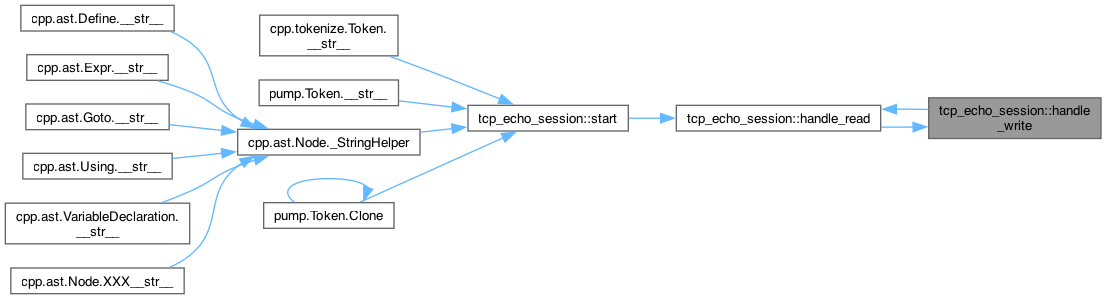 cpp.ast.Define.__str__
cpp.ast.Expr.__str__
cpp.ast.Goto.__str__
cpp.ast.Using.__str__
cpp.ast.VariableDeclaration.
__str__
cpp.ast.Node.XXX__str__
cpp.tokenize.Token.
__str__
pump.Token.__str__
cpp.ast.Node._StringHelper
pump.Token.Clone
tcp_echo_session::start
tcp_echo_session::handle_read
tcp_echo_session::handle
_write